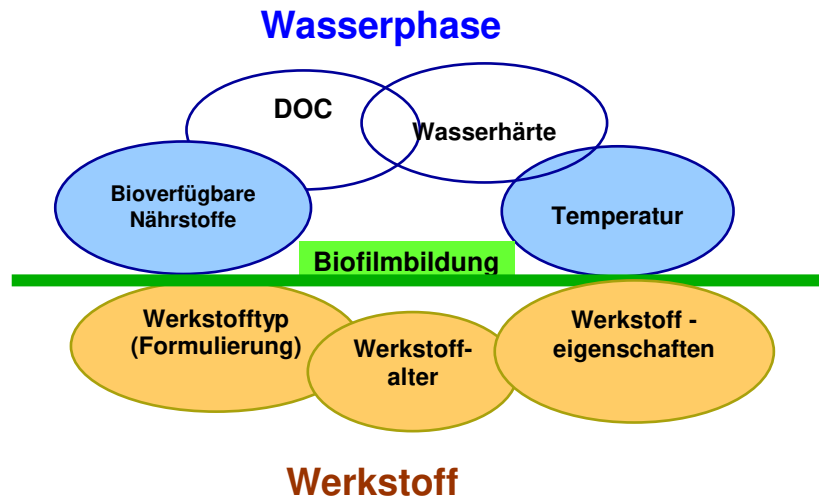 Wasserphase
DOC
Wasserhärte
Bioverfügbare
Nährstoffe
Temperatur
Biofilmbildung
Werkstofftyp
(Formulierung)
Werkstoff-
alter
Werkstoff -
eigenschaften
Werkstoff